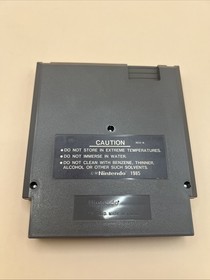 CAUTION
• DO NOT STORE IN EXTREME TEMPERATURES.
• DO NOT IMMERSE IN WATER.
• DO NOT CLEAN WITH BENZENE, THINNER,
ALCOHOL OR OTHER SUCH SOLVENTS.
Nintendo 1985